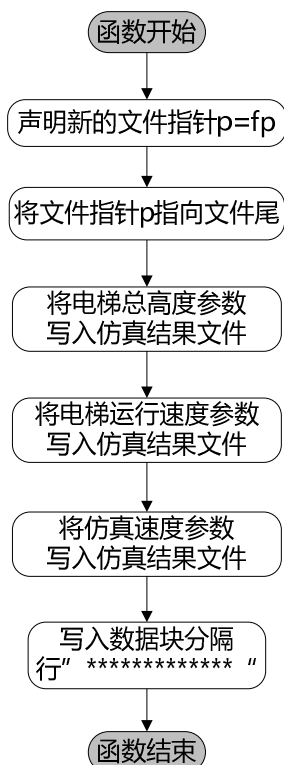 函数开始
声明新的文件指针p=fp
将文件指针p指向文件尾
将电梯总高度参数
写入仿真结果文件
将电梯运行速度参数
写入仿真结果文件
将仿真速度参数
写入仿真结果文件
写入数据块分隔
行”*************“
函数结束